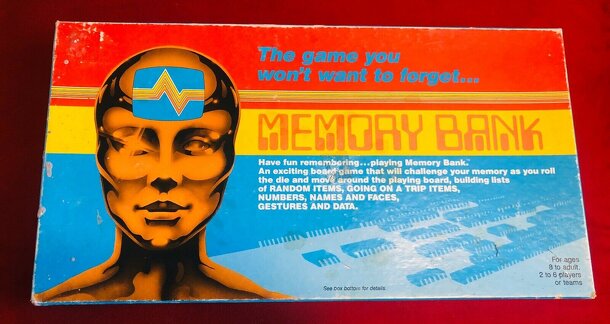 The game you
won't want to forget...
MEMORY BANK
Have fun remembering...playing Memory Bank.
An exciting board game that will challenge your memory as you roll
the die and move around the playing board, building lists
of RANDOM ITEMS, GOING ON A TRIP ITEMS,
NUMBERS, NAMES AND FACES,
GESTURES AND DATA.
For ages
8 to adult.
2 to 6 players
or teams
See box bottom for details.